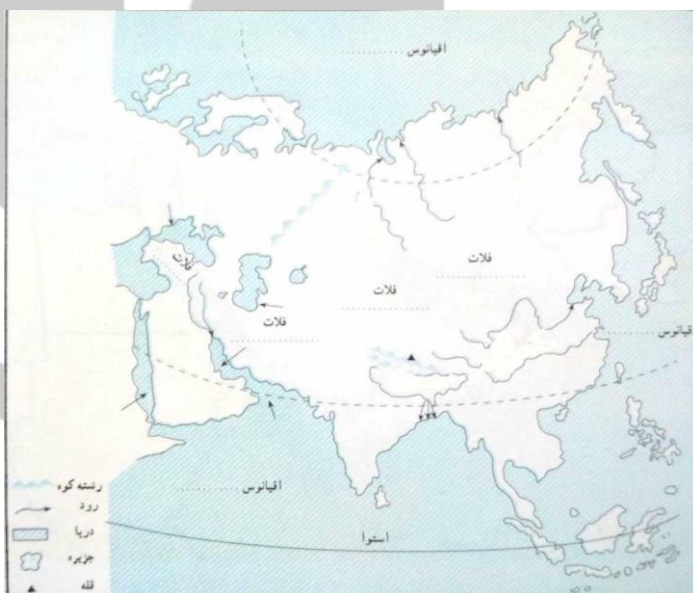 اقیانوس ............
فلات
فلات
فلات
فلات
اقیانوس ............
اقیانوس ............
استوا
رشته کوه
رود
دریا
جزیره
قله